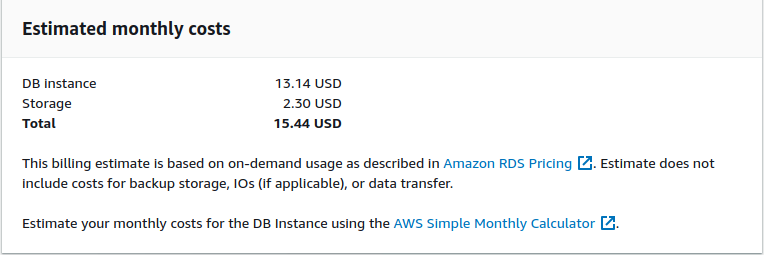 Estimated monthly costs
DB instance 13.14 USD
Storage 2.30 USD
Total 15.44 USD
This billing estimate is based on on-demand usage as described in Amazon RDS Pricing. Estimate does not
include costs for backup storage, IOs (if applicable), or data transfer.
Estimate your monthly costs for the DB Instance using the AWS Simple Monthly Calculator.